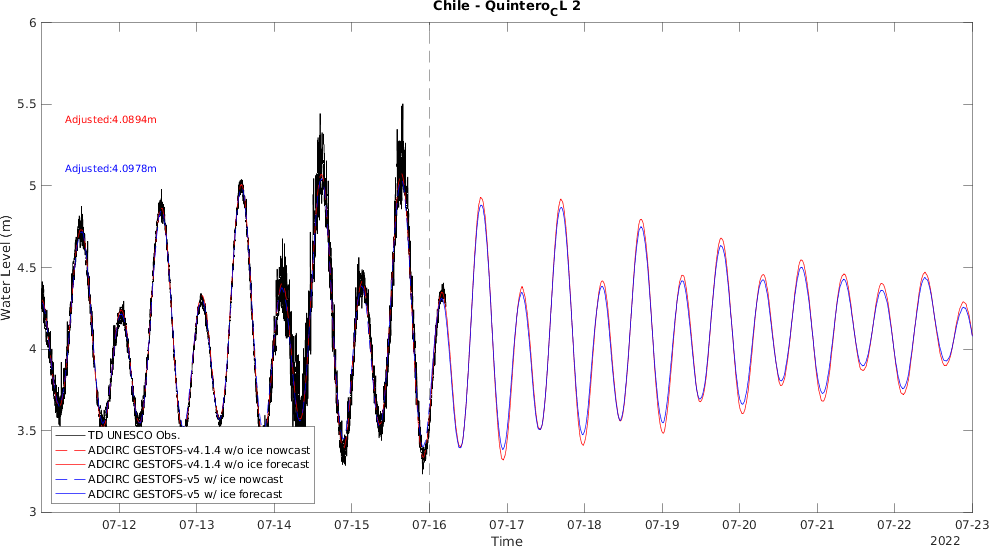 Chile - Quintero_CL 2
6
5.5
5
4.5
4
3.5
3
Water Level (m)
Adjusted:4.0894m
Adjusted:4.0978m
TD UNESCO Obs.
ADCIRC GESTOFS-v4.1.4 w/o ice nowcast
ADCIRC GESTOFS-v4.1.4 w/o ice forecast
ADCIRC GESTOFS-v5 w/ ice nowcast
ADCIRC GESTOFS-v5 w/ ice forecast
07-12 07-13 07-14 07-15 07-16 07-17 07-18 07-19 07-20 07-21 07-22 07-23
Time
2022